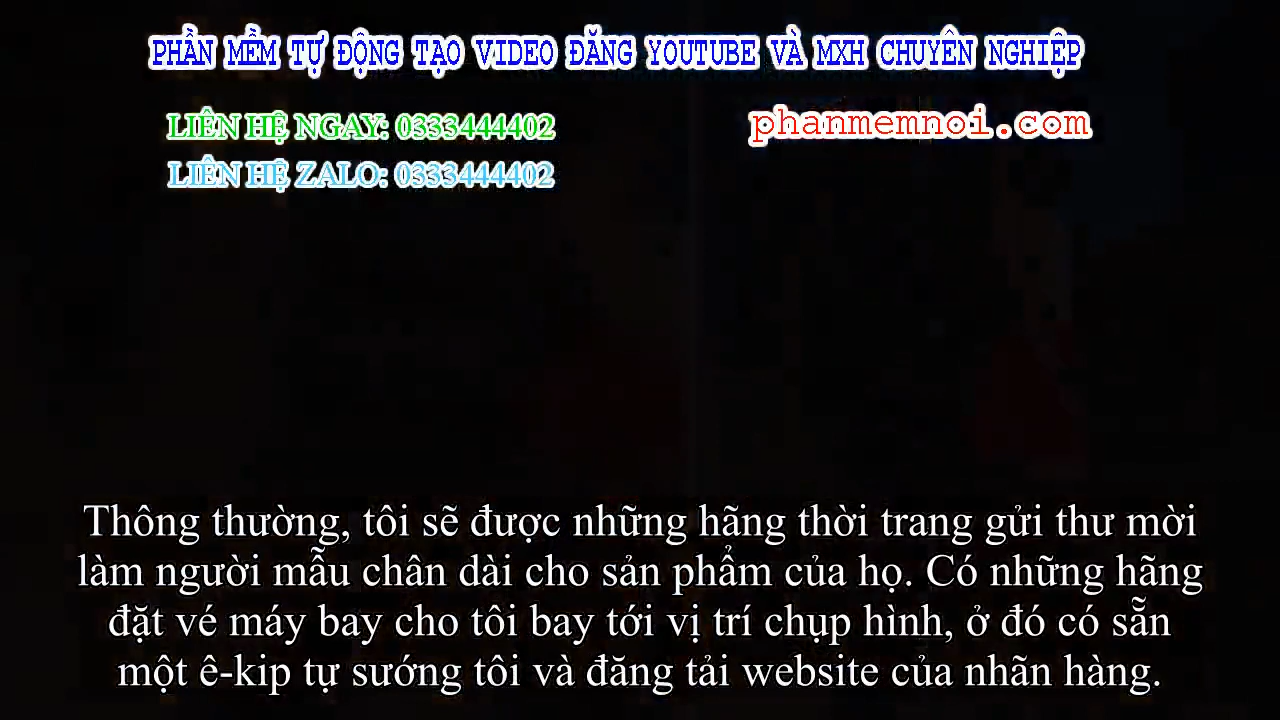 PHẦN MỀM TỰ ĐỘNG TẠO VIDEO ĐĂNG YOUTUBE VÀ MXH CHUYÊN NGHIỆP
LIÊN HỆ NGAY: 0333444402
phanmemnoi.com
LIÊN HỆ ZALO: 0333444402
Thông thường, tôi sẽ được những hãng thời trang gửi thư mời
làm người mẫu chân dài cho sản phẩm của họ. Có những hãng
đặt vé máy bay cho tôi bay tới vị trí chụp hình, ở đó có sẵn
một ê-kip tự sướng tôi và đăng tải website của nhãn hàng.